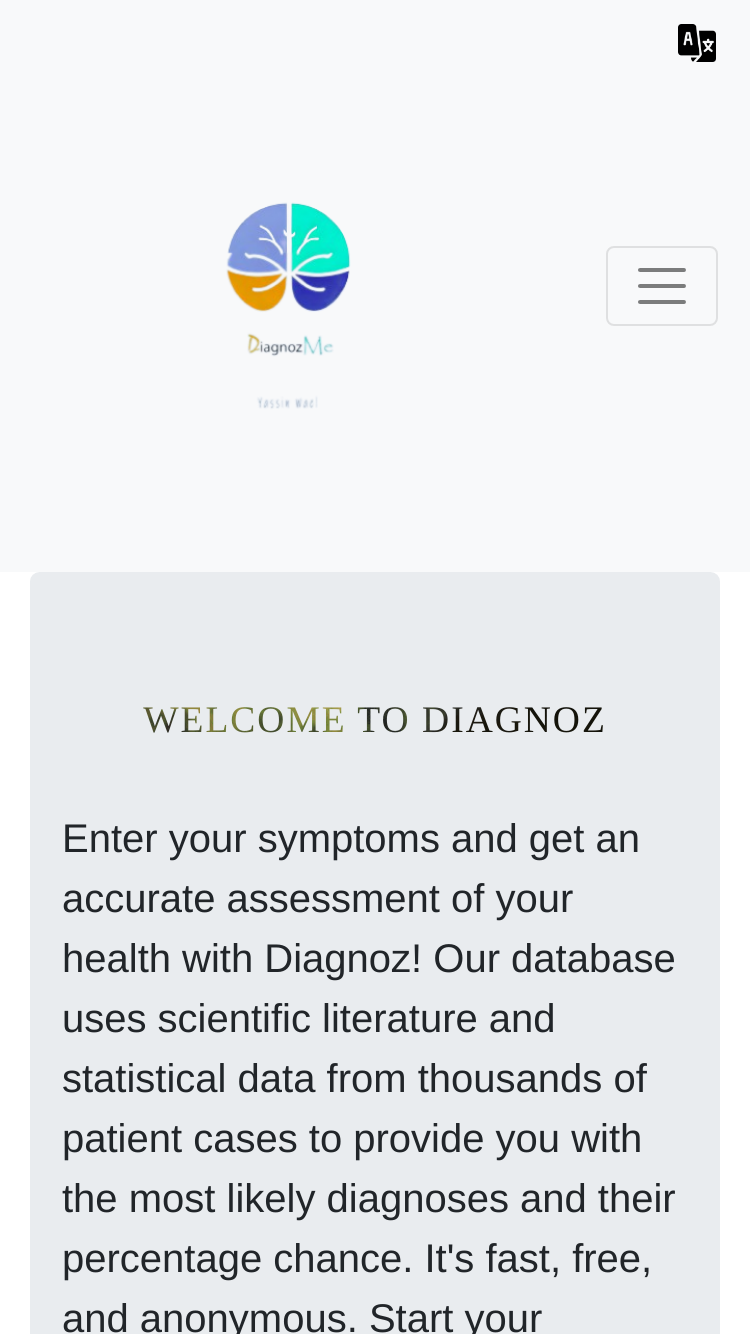 DiagnozMe
Yassin Wael
WELCOME TO DIAGNOZ
Enter your symptoms and get an
accurate assessment of your
health with Diagnoz! Our database
uses scientific literature and
statistical data from thousands of
patient cases to provide you with
the most likely diagnoses and their
percentage chance. It's fast, free,
and anonymous. Start your